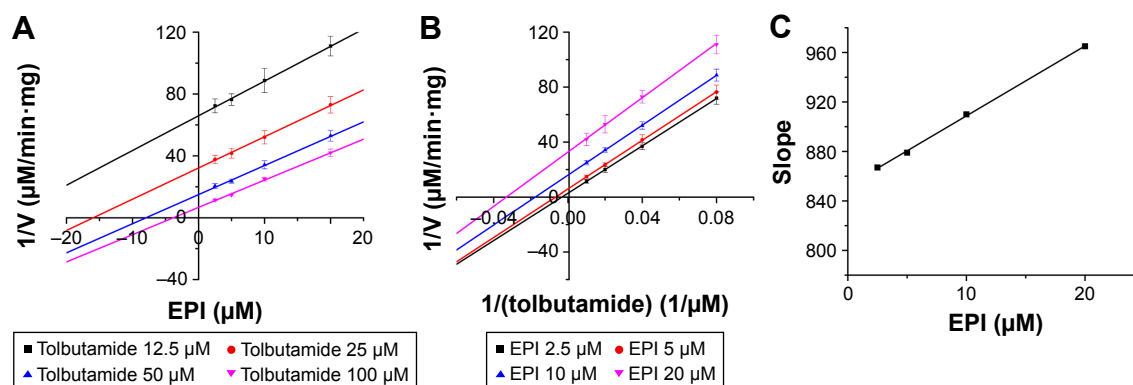 A
1/V (µM/min·mg)
120
80
40
0
–40
–20
–10
0
10
20
EPI (µM)
Tolbutamide 12.5 µM
Tolbutamide 25 µM
Tolbutamide 50 µM
Tolbutamide 100 µM
B
1/V (µM/min·mg)
120
80
40
0
–40
–0.04
0.00
0.04
0.08
1/(tolbutamide) (1/µM)
EPI 2.5 µM
EPI 5 µM
EPI 10 µM
EPI 20 µM
C
Slope
960
920
880
840
800
0
10
20
EPI (µM)